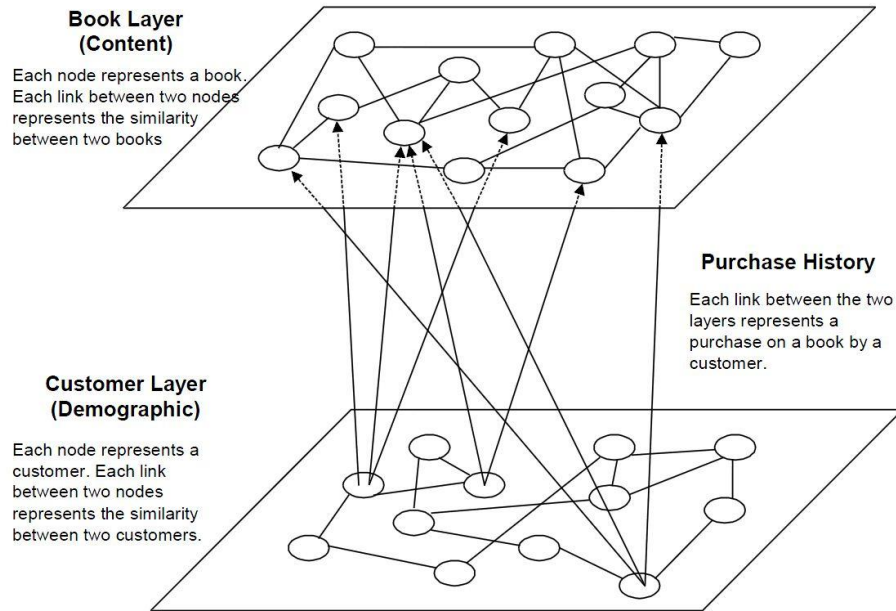 Book Layer
(Content)
Each node represents a book.
Each link between two nodes
represents the similarity
between two books
Purchase History
Each link between the two
layers represents a
purchase on a book by a
customer.
Customer Layer
(Demographic)
Each node represents a
customer. Each link
between two nodes
represents the similarity
between two customers.